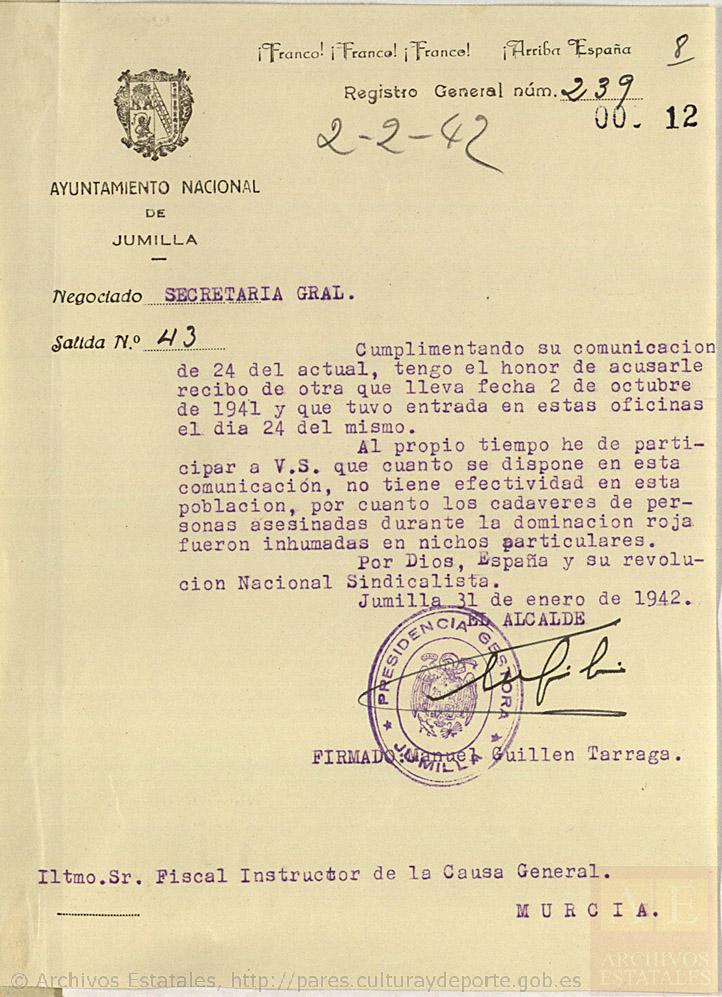 ¡Franco! ¡Franco! ¡Franco! ¡Arriba España
8
Registro General núm. 239
00. 12
2-2-42
AYUNTAMIENTO NACIONAL
DE
JUMILLA
Negociado SECRETARIA GRAL.
Salida N.º 43
Cumplimentando su comunicacion
de 24 del actual, tengo el honor de acusarle
recibo de otra que lleva fecha 2 de octubre
de 1941 y que tuvo entrada en estas oficinas
el dia 24 del mismo.
Al propio tiempo he de parti-
cipar a V.S. que cuanto se dispone en esta
comunicación, no tiene efectividad en esta
poblacion, por cuanto los cadaveres de per-
sonas asesinadas durante la dominacion roja
fueron inhumadas en nichos particulares.
Por Dios, España y su revolu-
cion Nacional Sindicalista.
Jumilla 31 de enero de 1942.
EL ALCALDE
PRESIDENCIA GESTORA
JUMILLA
FIRMADO:Manuel Guillen Tarraga.
Iltmo.Sr. Fiscal Instructor de la Causa General.
MURCIA.
AE
ARCHIVOS
ESTATALES
© Archivos Estatales, http://pares.culturaydeporte.gob.es